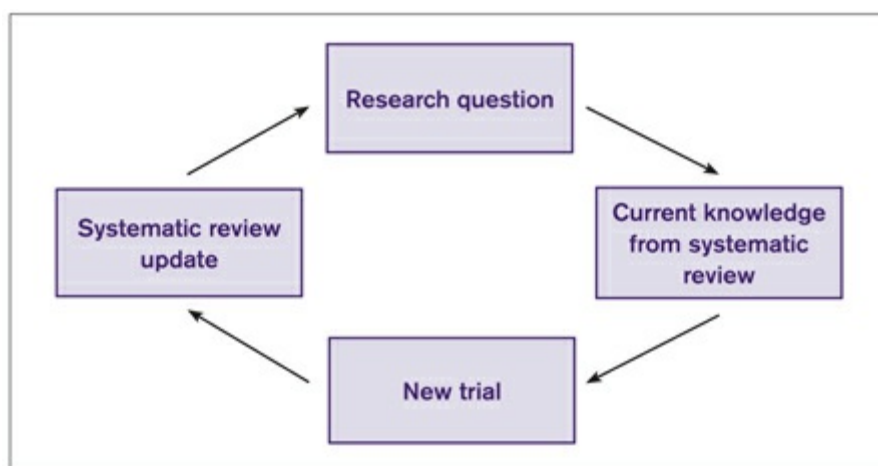 Research question
Current knowledge
from systematic
review
New trial
Systematic review
update